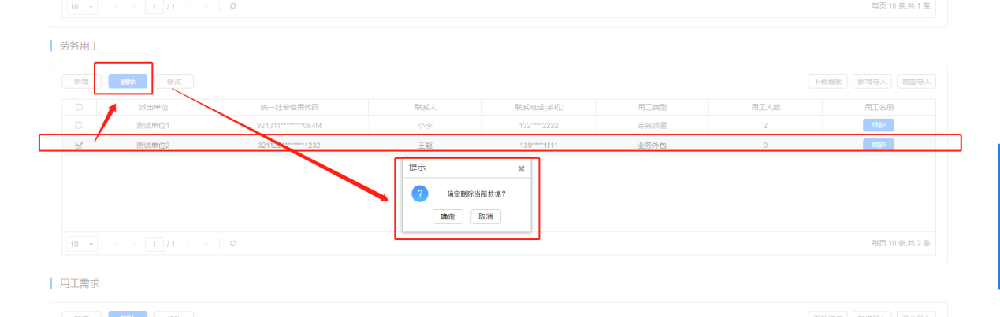 10 1 /1 每页 10 条,共 1 条
劳务用工
新增 删除 修改 下载模板 新增导入 覆盖导入
派出单位 统一社会信用代码 联系人 联系电话(手机) 用工类型 用工人数 用工名册
测试单位1 921311********084M 小李 132****2222 劳务派遣 2 维护
测试单位2 321122********1232 王超 139****1111 业务外包 0 维护
提示
确定删除当前数据?
确定 取消
10 1 /1 每页 10 条,共 2 条
用工需求